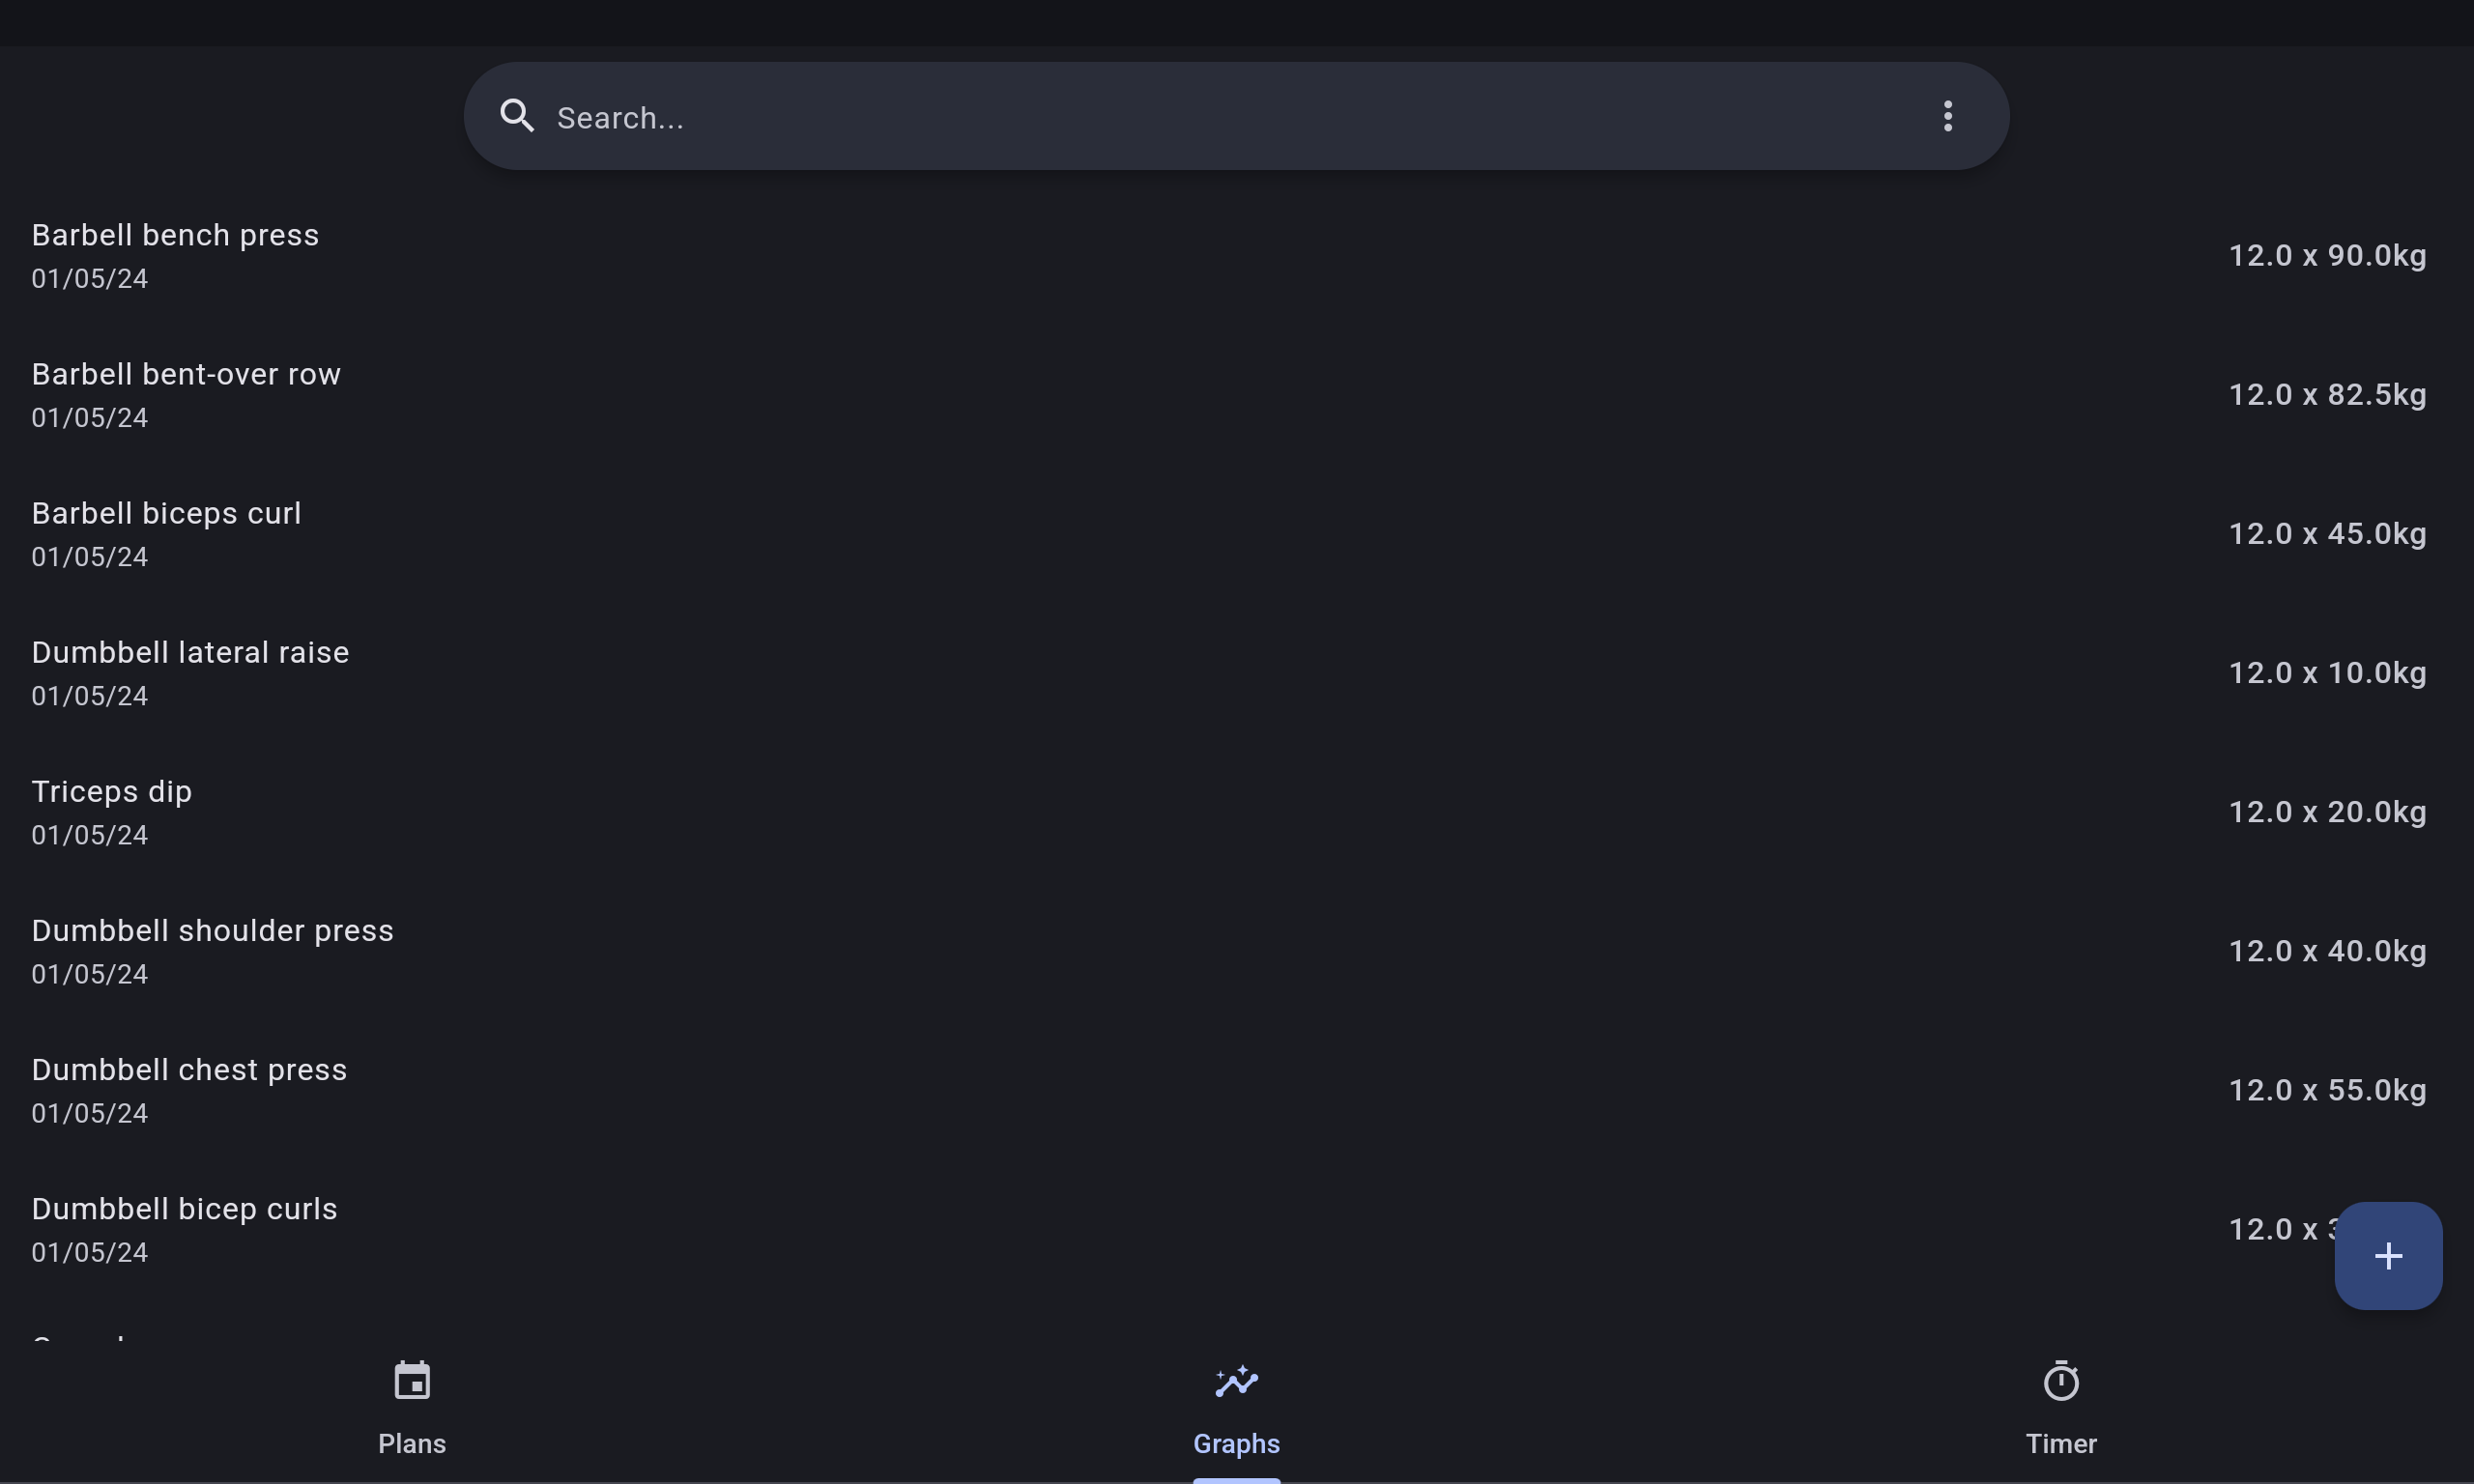 Search...
Barbell bench press
01/05/24
12.0 x 90.0kg
Barbell bent-over row
01/05/24
12.0 x 82.5kg
Barbell biceps curl
01/05/24
12.0 x 45.0kg
Dumbbell lateral raise
01/05/24
12.0 x 10.0kg
Triceps dip
01/05/24
12.0 x 20.0kg
Dumbbell shoulder press
01/05/24
12.0 x 40.0kg
Dumbbell chest press
01/05/24
12.0 x 55.0kg
Dumbbell bicep curls
01/05/24
12.0 x
Plans
Graphs
Timer